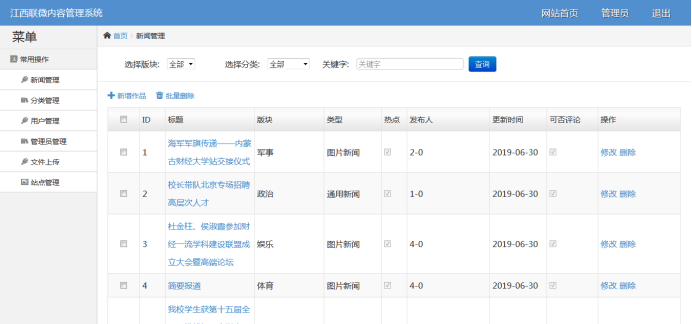 江西联微内容管理系统 网站首页 管理员 退出
菜单
常用操作
新闻管理
分类管理
用户管理
管理员管理
文件上传
站点管理
首页 新闻管理
选择版块: 全部 选择分类: 全部 关键字: 关键字 查询
新增作品 批量删除
ID 标题 版块 类型 热点 发布人 更新时间 可否评论 操作
1 海军军旗传递——内蒙古财经大学站交接仪式 军事 图片新闻 2-0 2019-06-30 修改 删除
2 校长带队北京专场招聘高层次人才 政治 通用新闻 1-0 2019-06-30 修改 删除
3 杜金柱、侯淑霞参加财经一流学科建设联盟成立大会暨高端论坛 娱乐 图片新闻 4-0 2019-06-30 修改 删除
4 摘要报道 体育 图片新闻 4-0 2019-06-30 修改 删除
我校学生获第十五届全